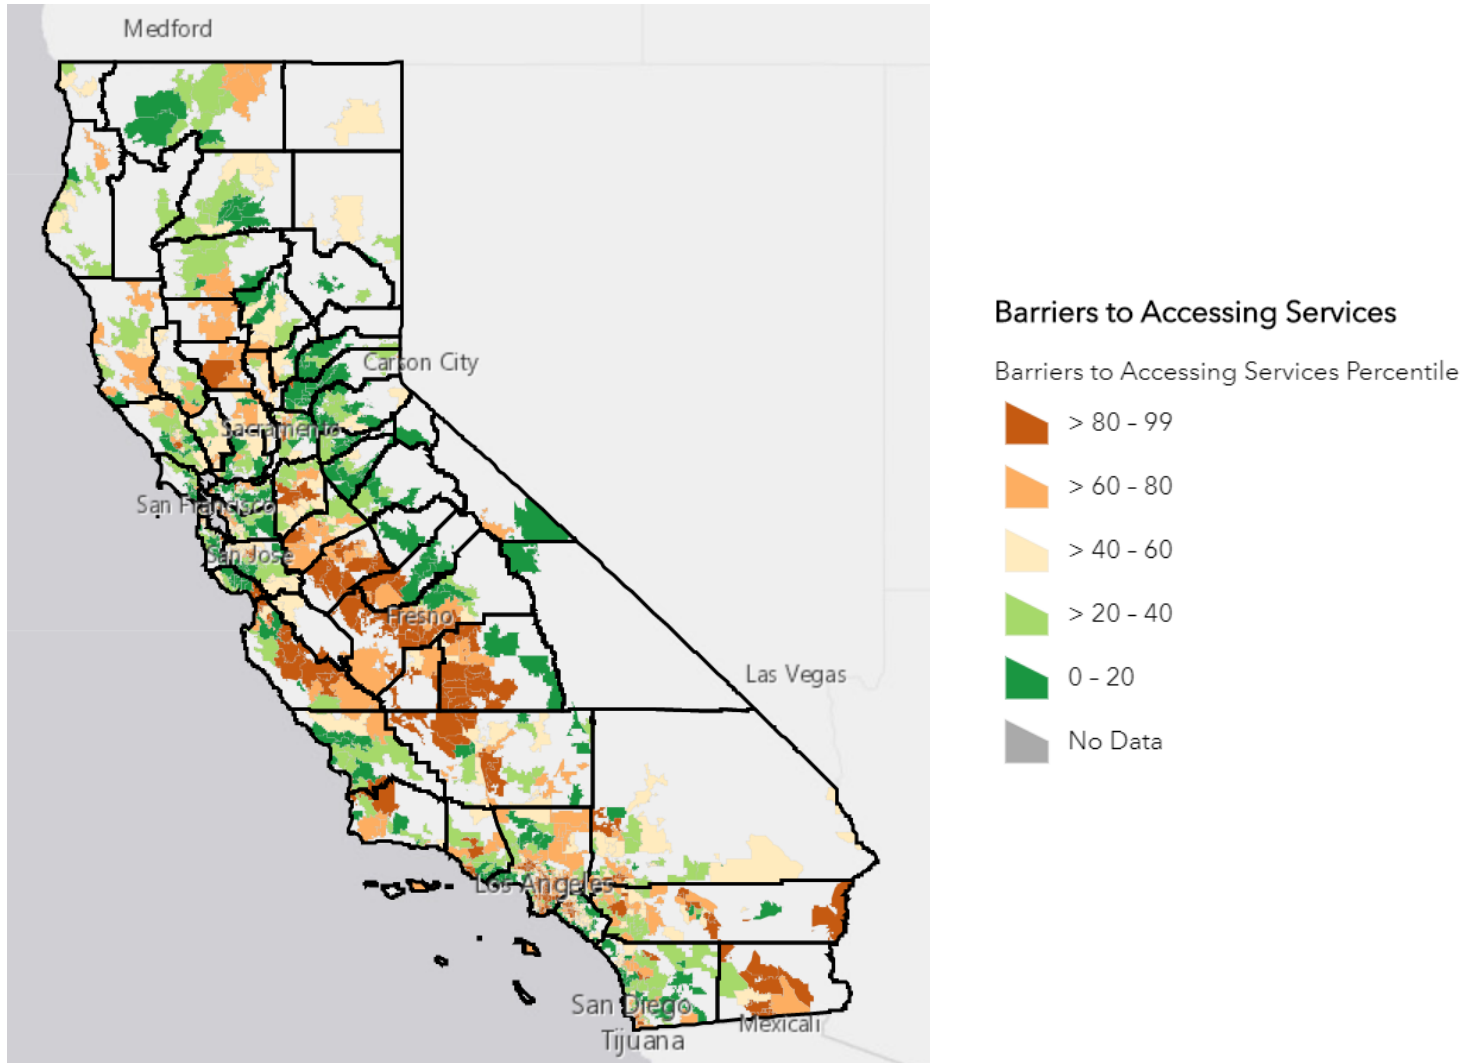 Medford
Carson City
Sacramento
San Francisco
San Jose
Fresno
Las Vegas
Los Angeles
San Diego
Mexicali
Tijuana
Barriers to Accessing Services
Barriers to Accessing Services Percentile
> 80 - 99
> 60 - 80
> 40 - 60
> 20 - 40
0 - 20
No Data